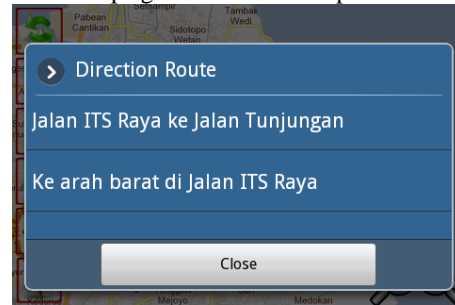 Semampir
Tambak
Wedi
Pabean
Cantikan
Sidotopo
Wetan
Direction Route
Jalan ITS Raya ke Jalan Tunjungan
Ke arah barat di Jalan ITS Raya
Close
Mejoyo
Medokan